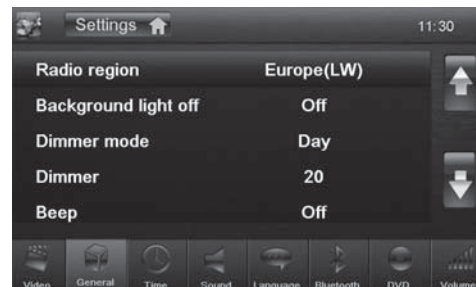 Settings 11:30
Radio region Europe(LW)
Background light off Off
Dimmer mode Day
Dimmer 20
Beep Off
Video General Time Sound Language Bluetooth DVD Volume